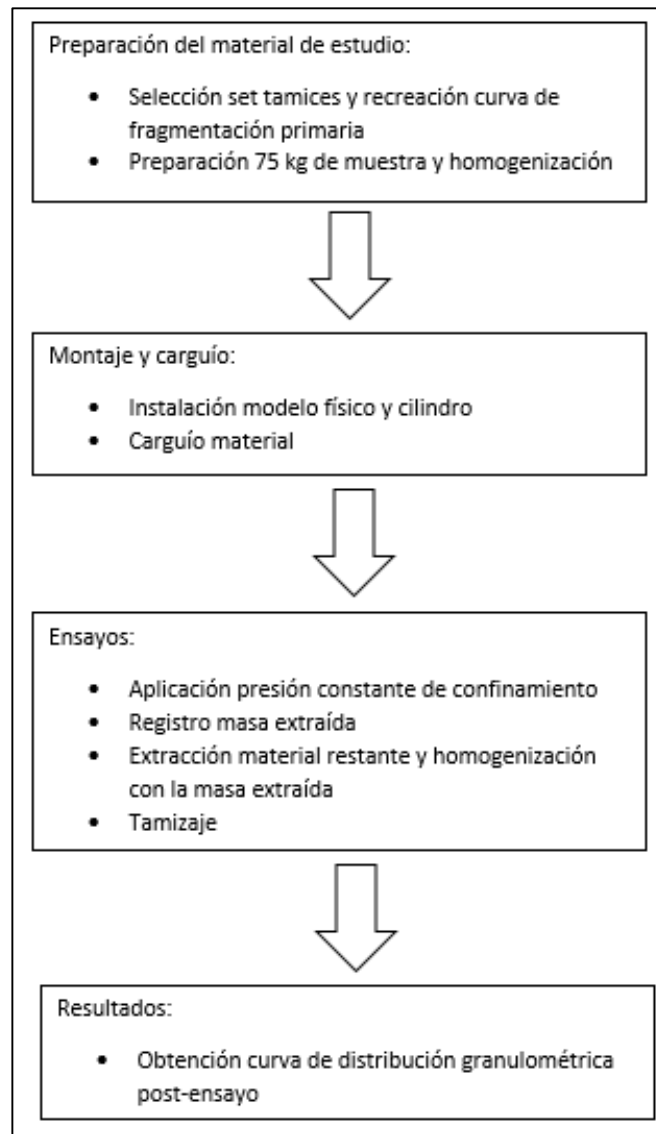 Preparación del material de estudio:
• Selección set tamices y recreación curva de
fragmentación primaria
• Preparación 75 kg de muestra y homogenización
Montaje y carguío:
• Instalación modelo físico y cilindro
• Carguío material
Ensayos:
• Aplicación presión constante de confinamiento
• Registro masa extraída
• Extracción material restante y homogenización
con la masa extraída
• Tamizaje
Resultados:
• Obtención curva de distribución granulométrica
post-ensayo